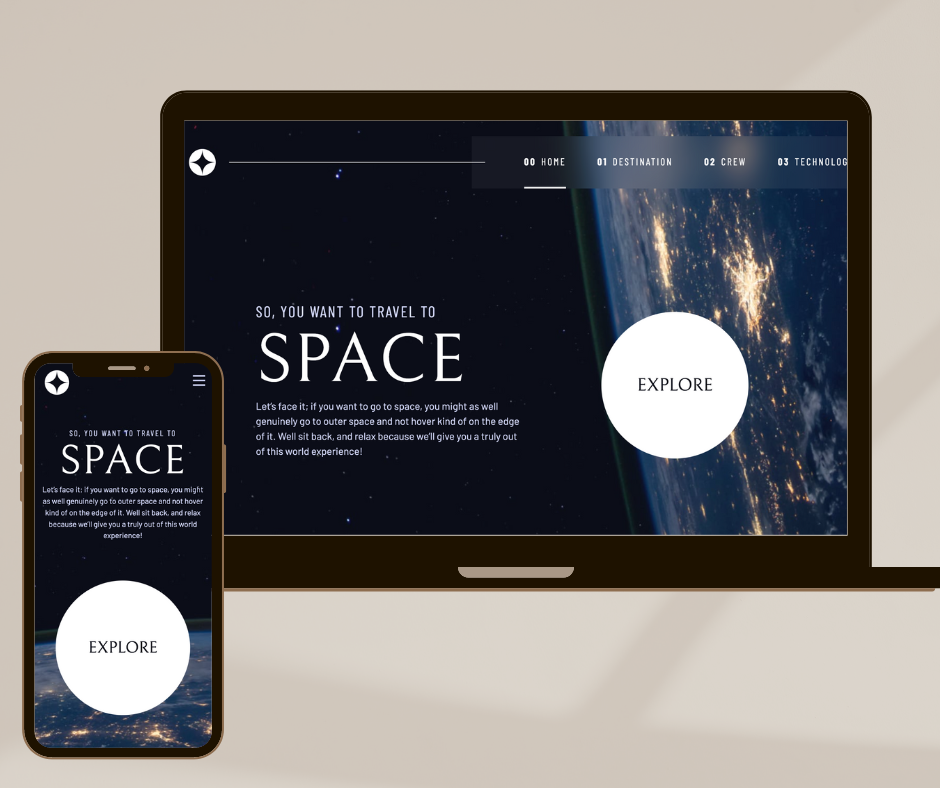 00 HOME 01 DESTINATION 02 CREW 03 TECHNOLOG
SO, YOU WANT TO TRAVEL TO
SPACE
Let's face it; if you want to go to space, you might as well
genuinely go to outer space and not hover kind of on the edge
of it. Well sit back, and relax because we'll give you a truly out
of this world experience!
EXPLORE
SO, YOU WANT TO TRAVEL TO
SPACE
Let's face it; if you want to go to space, you might
as well genuinely go to outer space and not hover
kind of on the edge of it. Well sit back, and relax
because we'll give you a truly out of this world
experience!
EXPLORE